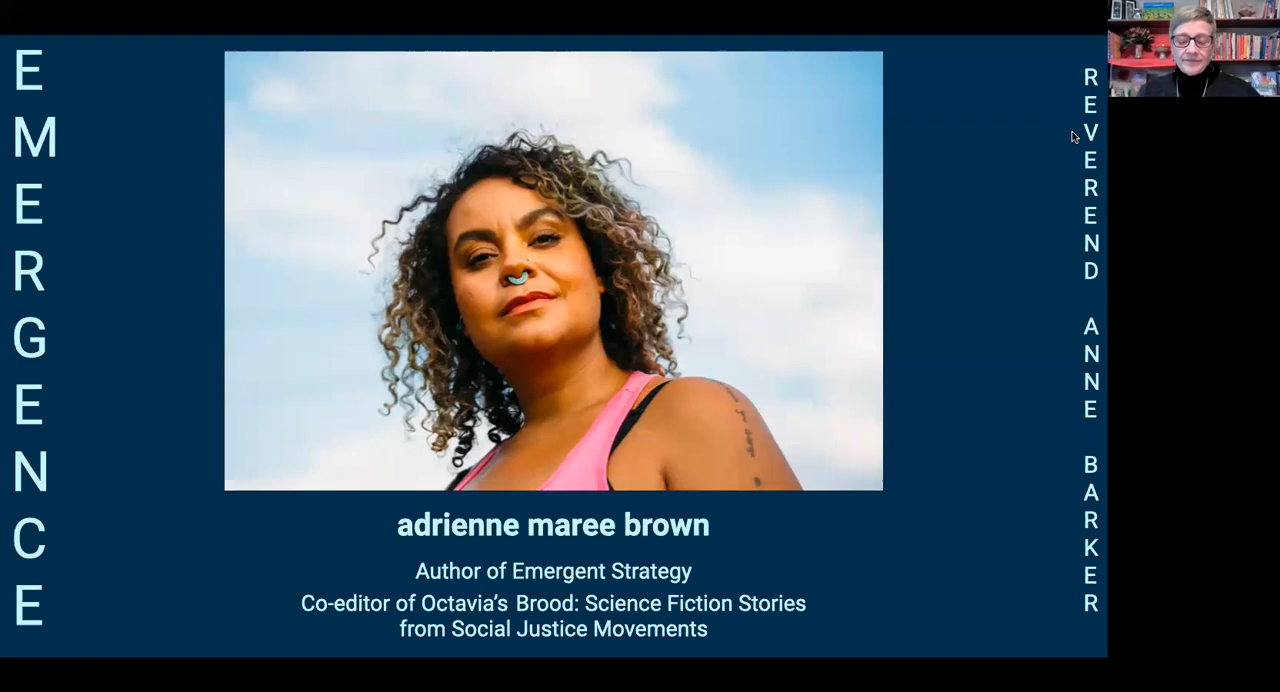 EMERGENCE
adrienne maree brown
Author of Emergent Strategy
Co-editor of Octavia's Brood: Science Fiction Stories
from Social Justice Movements
REVEREND ANNE BARKER